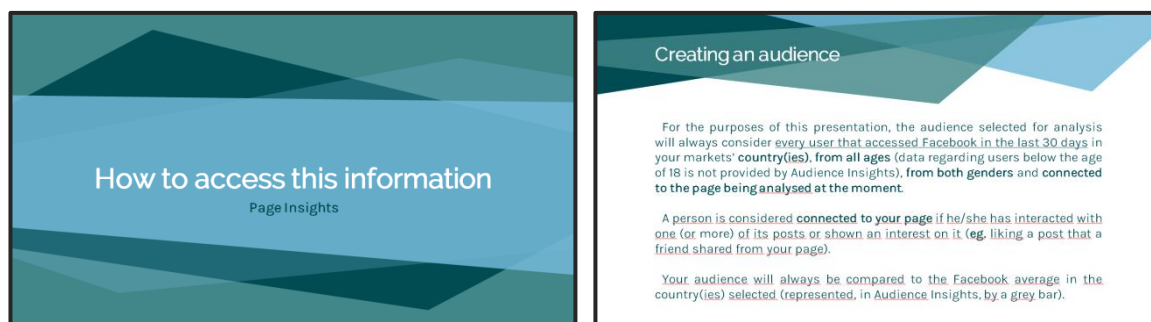 How to access this information
Page Insights
Creating an audience
For the purposes of this presentation, the audience selected for analysis
will always consider every user that accessed Facebook in the last 30 days in
your markets' country(ies), from all ages (data regarding users below the age
of 18 is not provided by Audience Insights), from both genders and connected
to the page being analysed at the moment.
A person is considered connected to your page if he/she has interacted with
one (or more) of its posts or shown an interest on it (eg. liking a post that a
friend shared from your page).
Your audience will always be compared to the Facebook average in the
country(ies) selected (represented, in Audience Insights, by a grey bar).